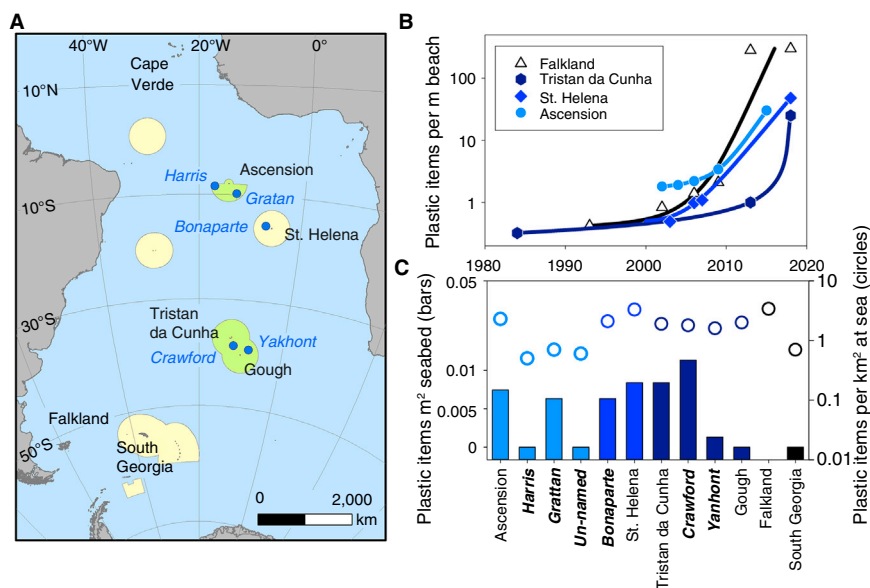 A
40°W 20°W 0°
Cape
Verde
10°N
Harris
Ascension
Gratan
10°S
Bonaparte
St. Helena
30°S
Tristan
da Cunha
Yakhont
Crawford
Gough
Falkland
50°S
South
Georgia
0 2,000
km
B
Plastic items per m beach
100
10
1
Falkland
Tristan da Cunha
St. Helena
Ascension
1980 1990 2000 2010 2020
C
Plastic items m² seabed (bars)
0.05
0.01
0.005
0
Plastic items per km² at sea (circles)
10
1
0.1
0.01
Ascension
Harris
Grattan
Un-named
Bonaparte
St. Helena
Tristan da Cunha
Crawford
Yanhont
Gough
Falkland
South Georgia